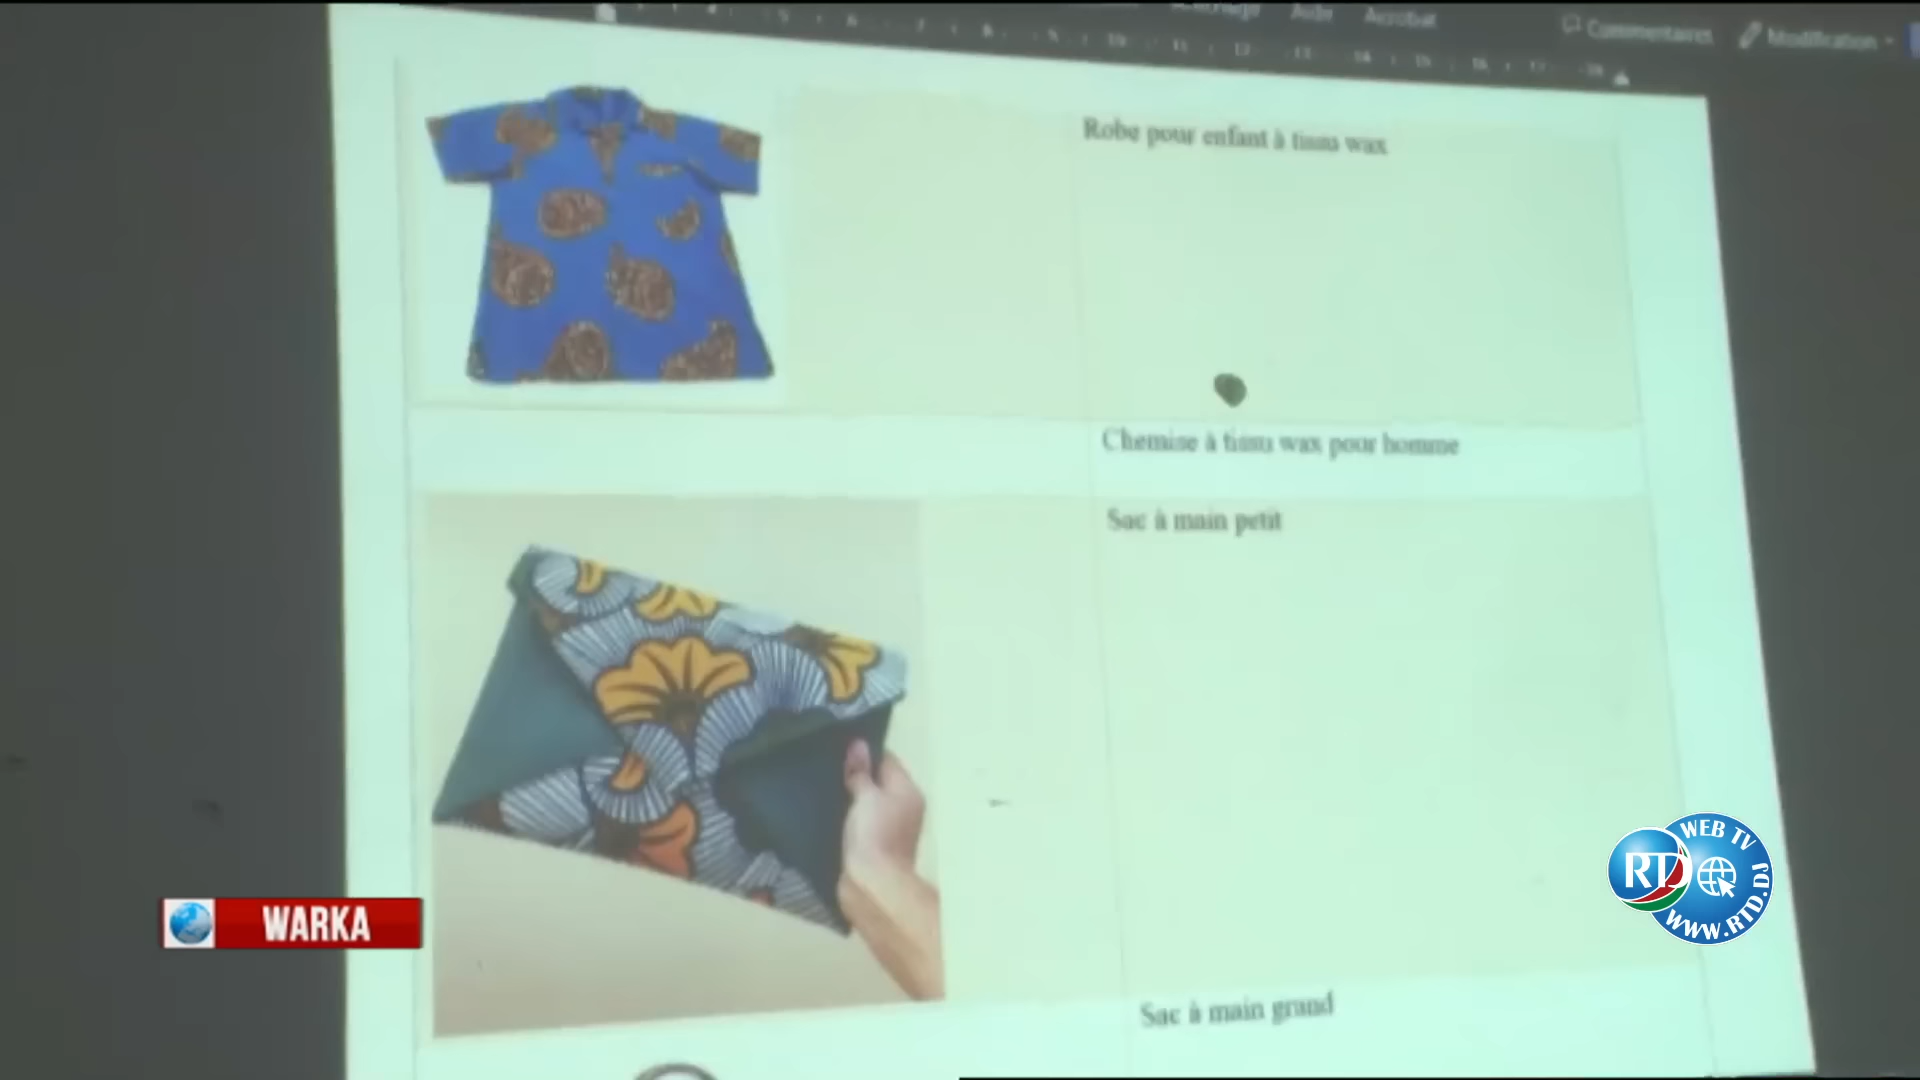 Aide
Acrobat
Commentaires
Modification
Robe pour enfant à tissu wax
Chemise à tissu wax pour homme
Sac à main petit
Sac à main grand
WARKA
WEB TV
RTD
WWW.RTD.DJ